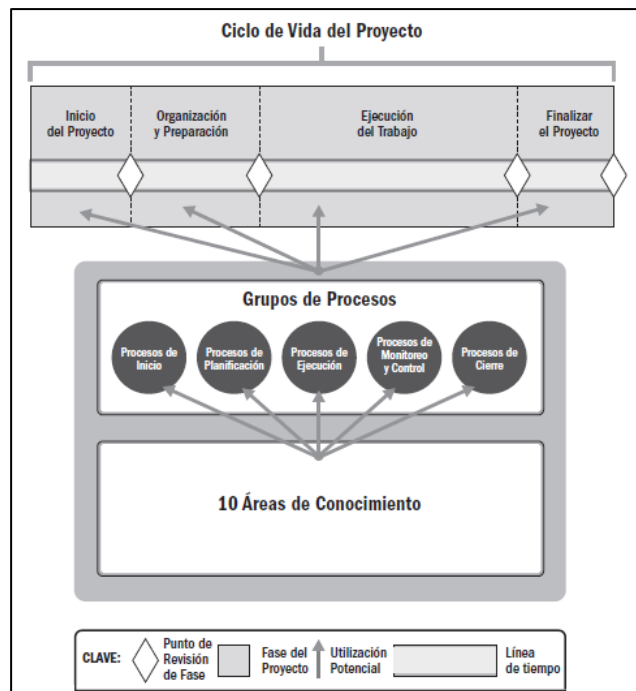 Ciclo de Vida del Proyecto
Inicio
del Proyecto
Organización
y Preparación
Ejecución
del Trabajo
Finalizar
el Proyecto
Grupos de Procesos
Procesos de
Inicio
Procesos de
Planificación
Procesos de
Ejecución
Procesos de
Monitoreo
y Control
Procesos de
Cierre
10 Áreas de Conocimiento
CLAVE:
Punto de
Revisión
de Fase
Fase del
Proyecto
Utilización
Potencial
Línea
de tiempo